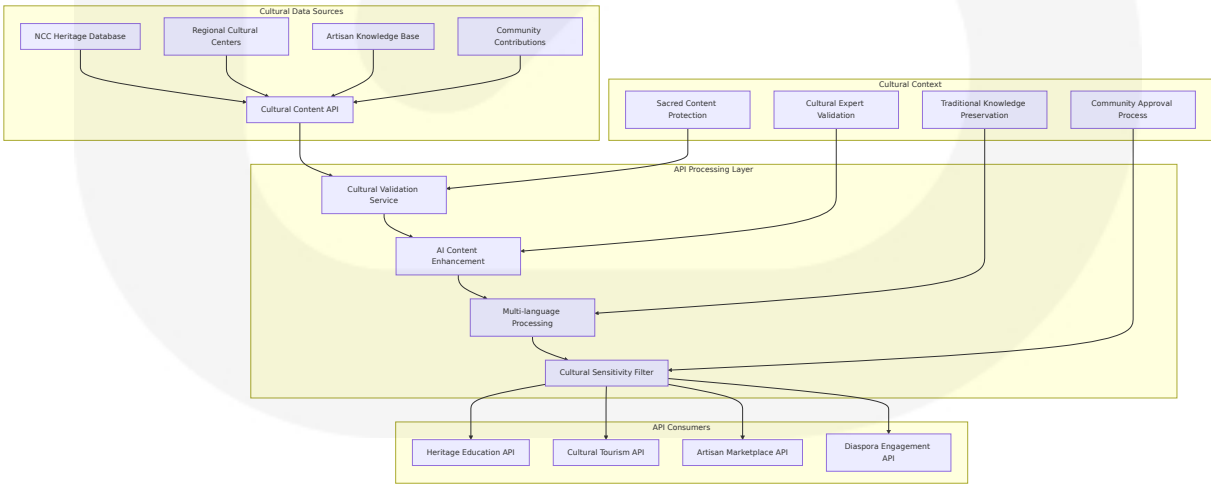 Cultural Data Sources
NCC Heritage Database
Regional Cultural
Centers
Artisan Knowledge Base
Community
Contributions
Cultural Content API
Cultural Context
Sacred Content
Protection
Cultural Expert
Validation
Traditional Knowledge
Preservation
Community Approval
Process
API Processing Layer
Cultural Validation
Service
AI Content
Enhancement
Multi-language
Processing
Cultural Sensitivity Filter
API Consumers
Heritage Education API
Cultural Tourism API
Artisan Marketplace API
Diaspora Engagement
API